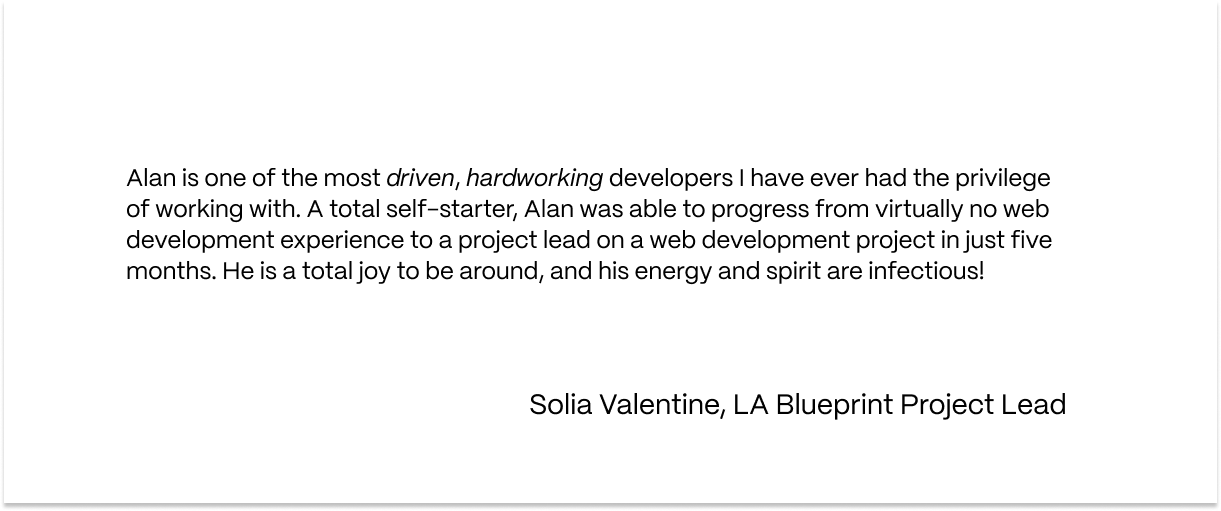 Alan is one of the most driven, hardworking developers I have ever had the privilege
of working with. A total self-starter, Alan was able to progress from virtually no web
development experience to a project lead on a web development project in just five
months. He is a total joy to be around, and his energy and spirit are infectious!
Solia Valentine, LA Blueprint Project Lead